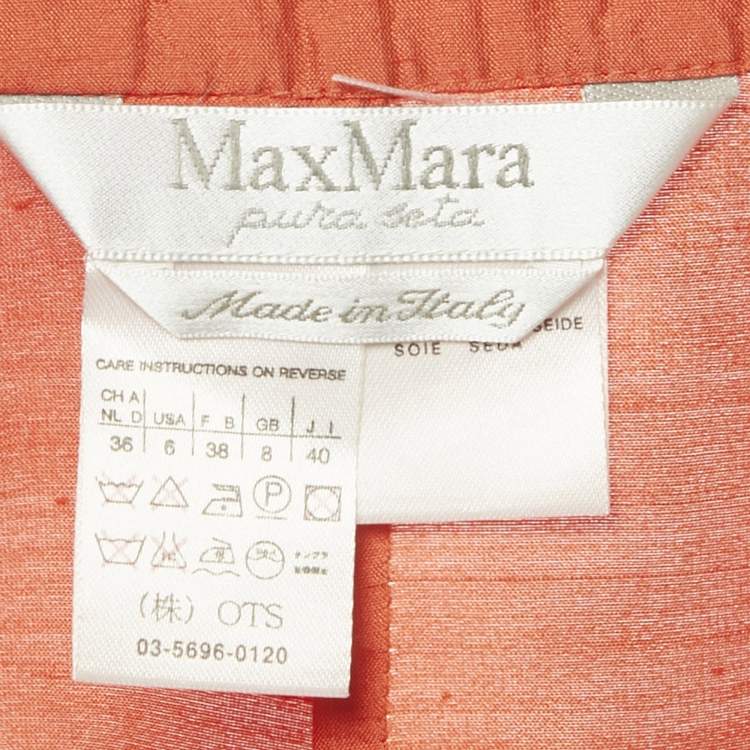 MaxMara
pura seta
Made in Italy
SEIDE
SOIE SEDA
CARE INSTRUCTIONS ON REVERSE
CH A
NL D USA F B GB J I
36 6 38 8 40
P
(株) OTS
03-5696-0120